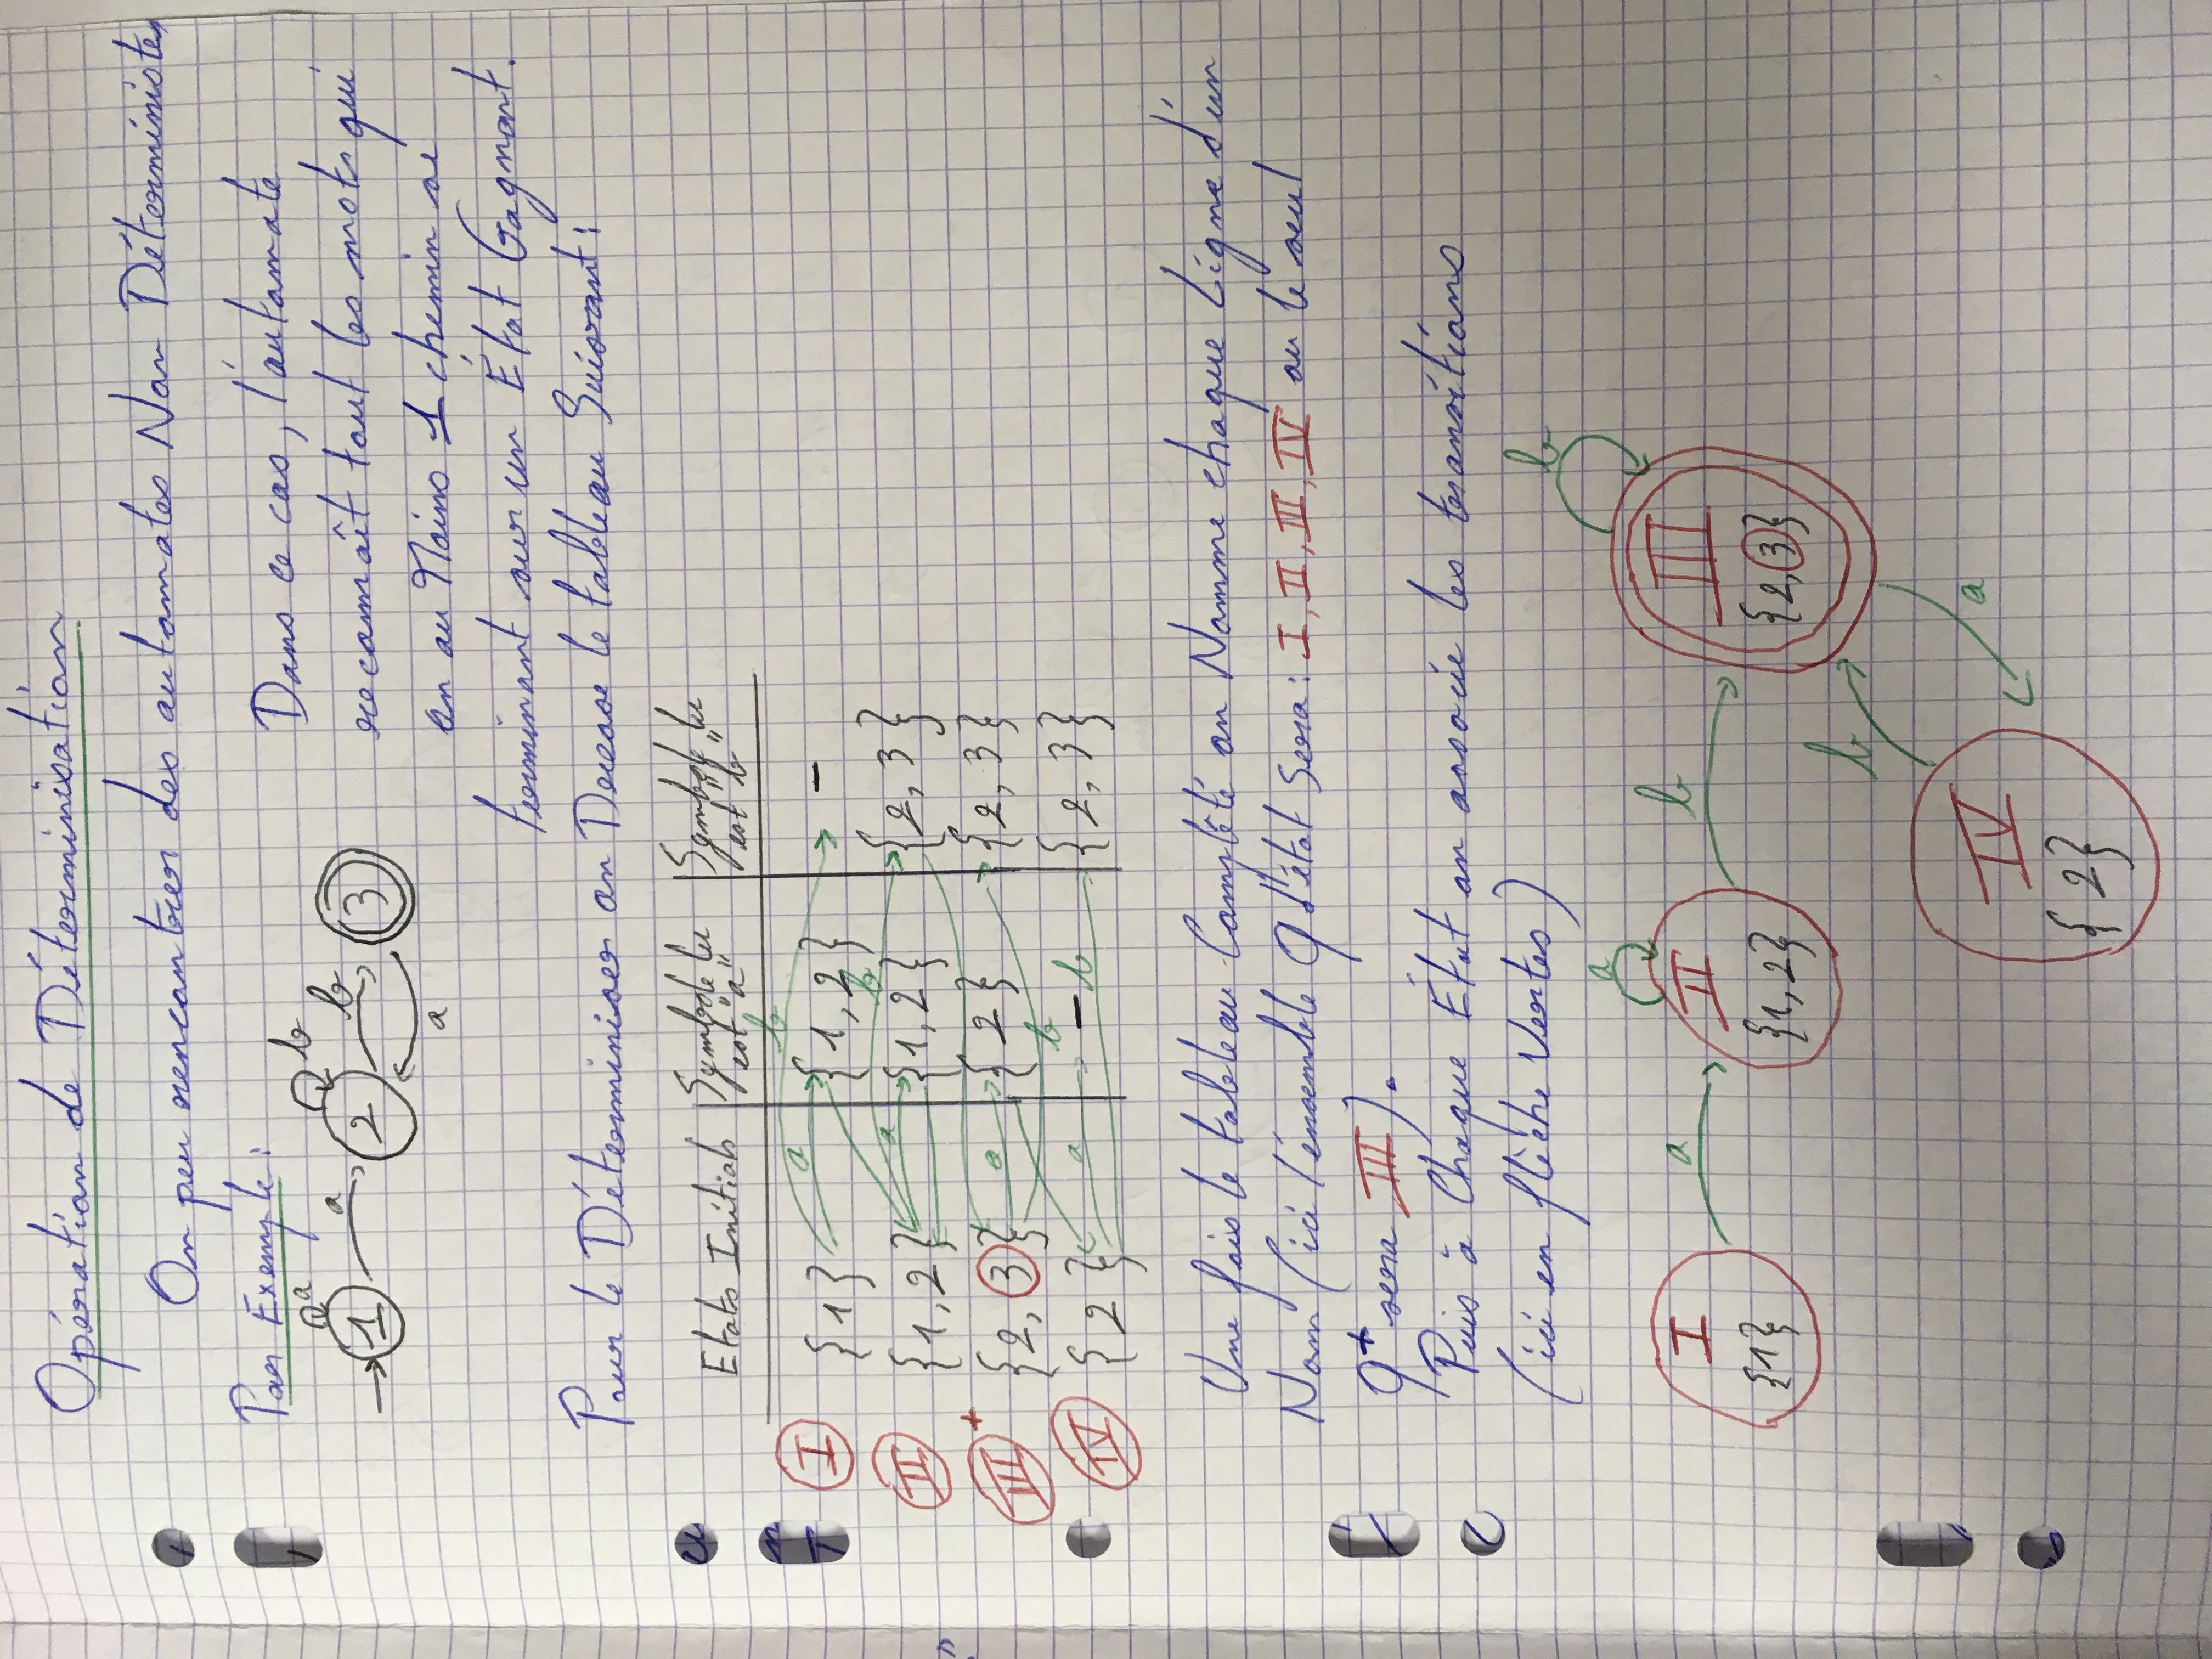 Opération de Déterminisation
On peu rencontrer des automates Non Déterministes
Par Exemple :
a
b
a
b
1
2
3
a
Dans ce cas, l'automate
reconnaît tout les mots qui
on au Moins 1 chemin se
terminant sur un État Gagnant.
Pour le Déterminiser on Dresse le tableau Suivant :
Etats Initials
Symbole lu
est "a"
Symbole lu
est "b"
b
I {1} a {1,2} -
b
II {1,2} a {1,2} {2,3}
III+ {2,3} a {2} {2,3}
b
IV {2} a - b {2,3}
Une fois le tableau Complété on Nomme chaque Ligne d'un
Nom (ici l'ensemble Q d'état Sera : I, II, III, IV ou le seul
Q+ sera III).
Puis à Chaque État on associe les transitions
(ici en flèche Vertes)
b
a
I a II b III
{1} {1,2} {2,3}
b
IV a
{2}